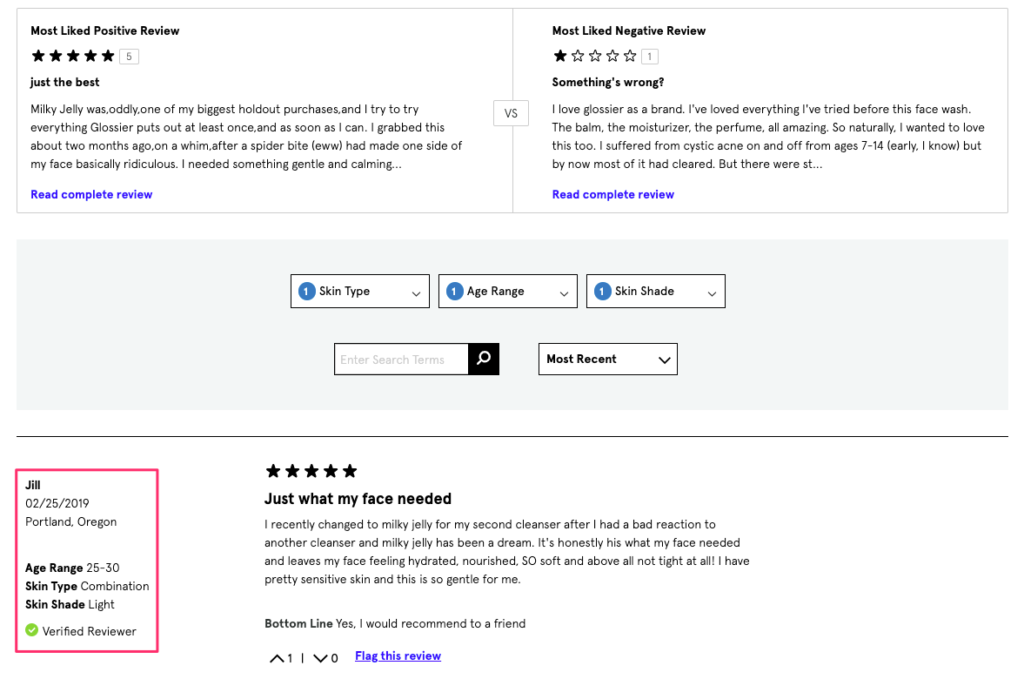 Most Liked Positive Review
5
just the best
Milky Jelly was,oddly,one of my biggest holdout purchases,and I try to try
everything Glossier puts out at least once,and as soon as I can. I grabbed this
about two months ago,on a whim,after a spider bite (eww) had made one side of
my face basically ridiculous. I needed something gentle and calming...
Read complete review
VS
Most Liked Negative Review
1
Something's wrong?
I love glossier as a brand. I've loved everything I've tried before this face wash.
The balm, the moisturizer, the perfume, all amazing. So naturally, I wanted to love
this too. I suffered from cystic acne on and off from ages 7-14 (early, I know) but
by now most of it had cleared. But there were st...
Read complete review
1 Skin Type
1 Age Range
1 Skin Shade
Enter Search Terms
Most Recent
Jill
02/25/2019
Portland, Oregon
Age Range 25-30
Skin Type Combination
Skin Shade Light
Verified Reviewer
Just what my face needed
I recently changed to milky jelly for my second cleanser after I had a bad reaction to
another cleanser and milky jelly has been a dream. It's honestly his what my face needed
and leaves my face feeling hydrated, nourished, SO soft and above all not tight at all! I have
pretty sensitive skin and this is so gentle for me.
Bottom Line Yes, I would recommend to a friend
1 | 0 Flag this review